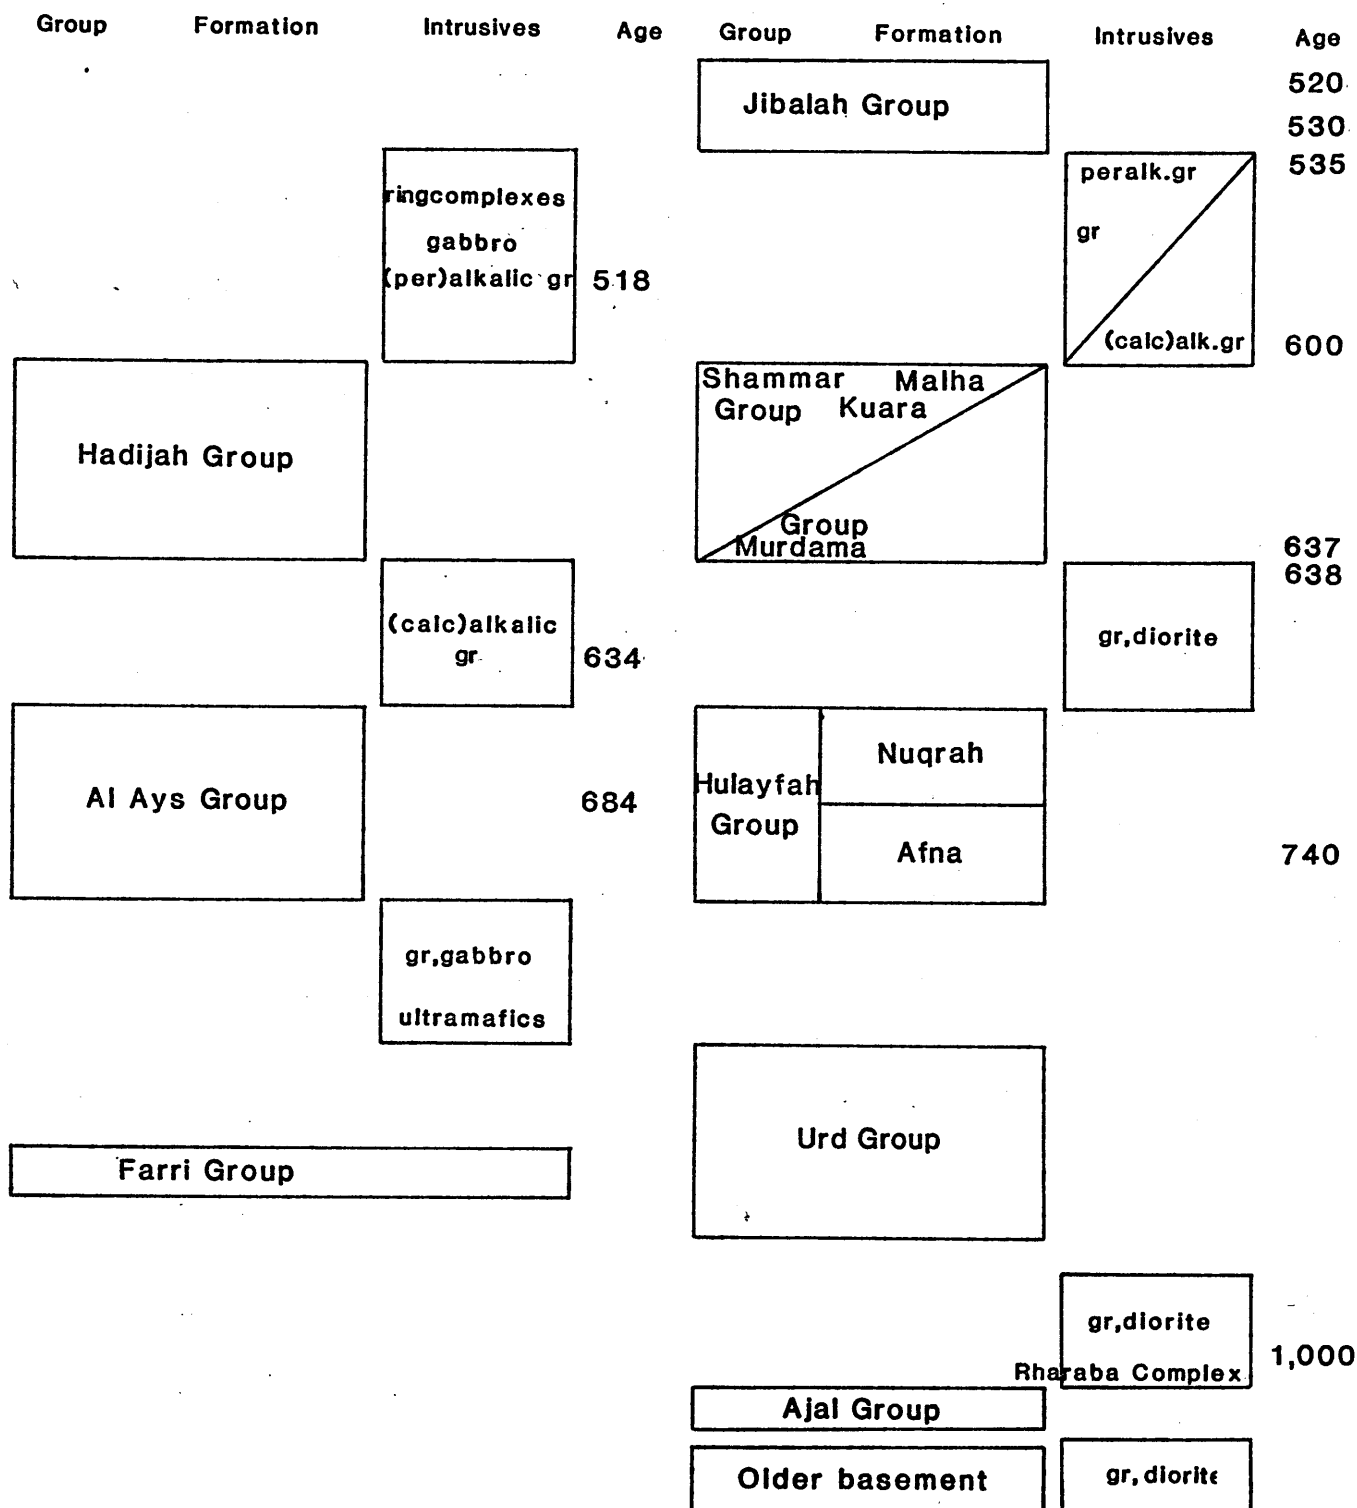 Group Formation Intrusives Age Group Formation Intrusives Age
Jibalah Group
520
530
535
ringcomplexes
gabbro
(per)alkalic gr
518
peralk.gr
gr
(calc)alk.gr
600
Hadijah Group
Shammar Malha
Group Kuara
Group
Murdama
637
638
(calc)alkalic
gr
634
gr,diorite
Al Ays Group
684
Hulayfah
Group
Nuqrah
Afna
740
gr,gabbro
ultramafics
Urd Group
Farri Group
gr,diorite
Rharaba Complex
1,000
Ajal Group
Older basement
gr,diorite